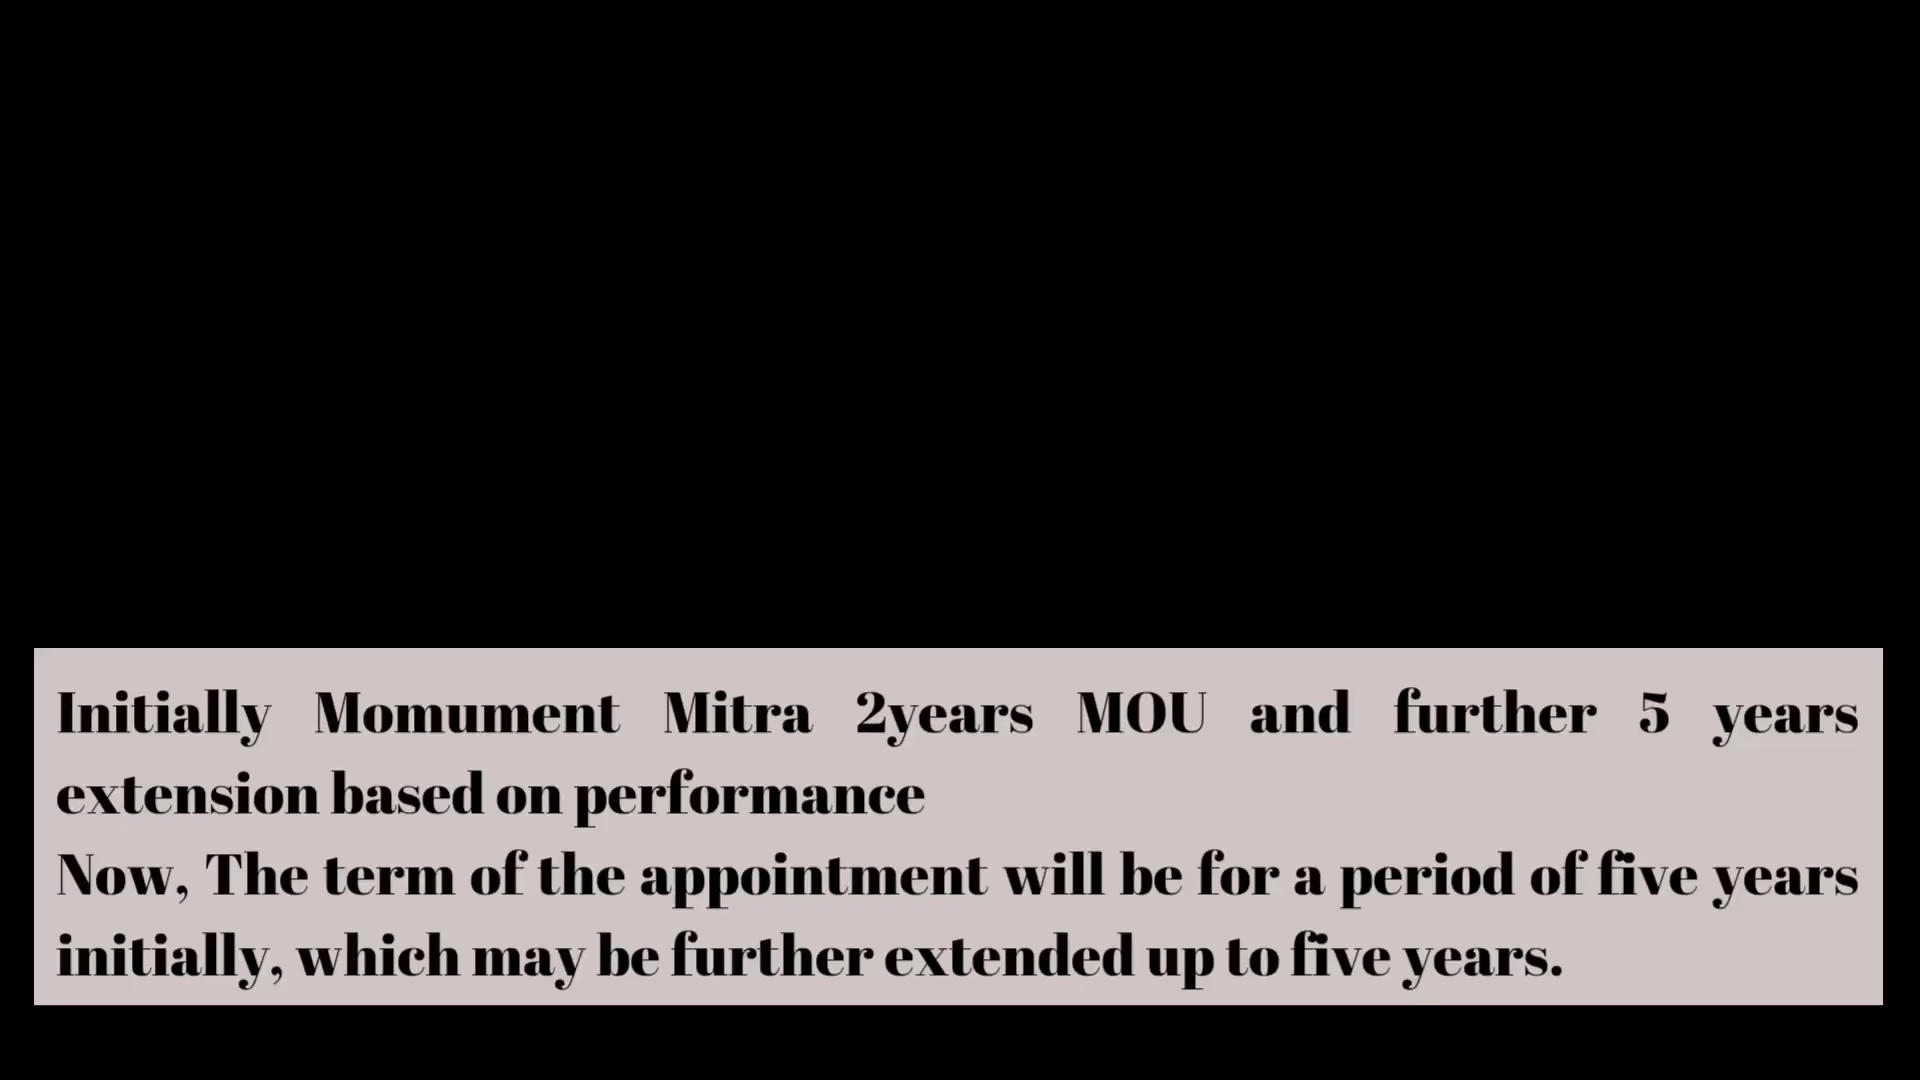 Initially Momument Mitra 2years MOU and further 5 years
extension based on performance
Now, The term of the appointment will be for a period of five years
initially, which may be further extended up to five years.